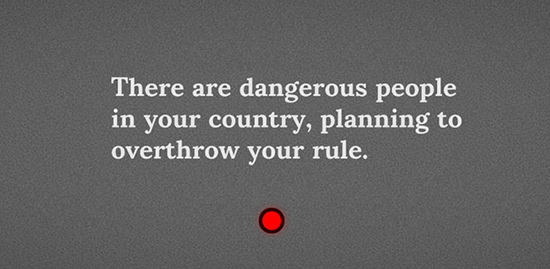 There are dangerous people
in your country, planning to
overthrow your rule.